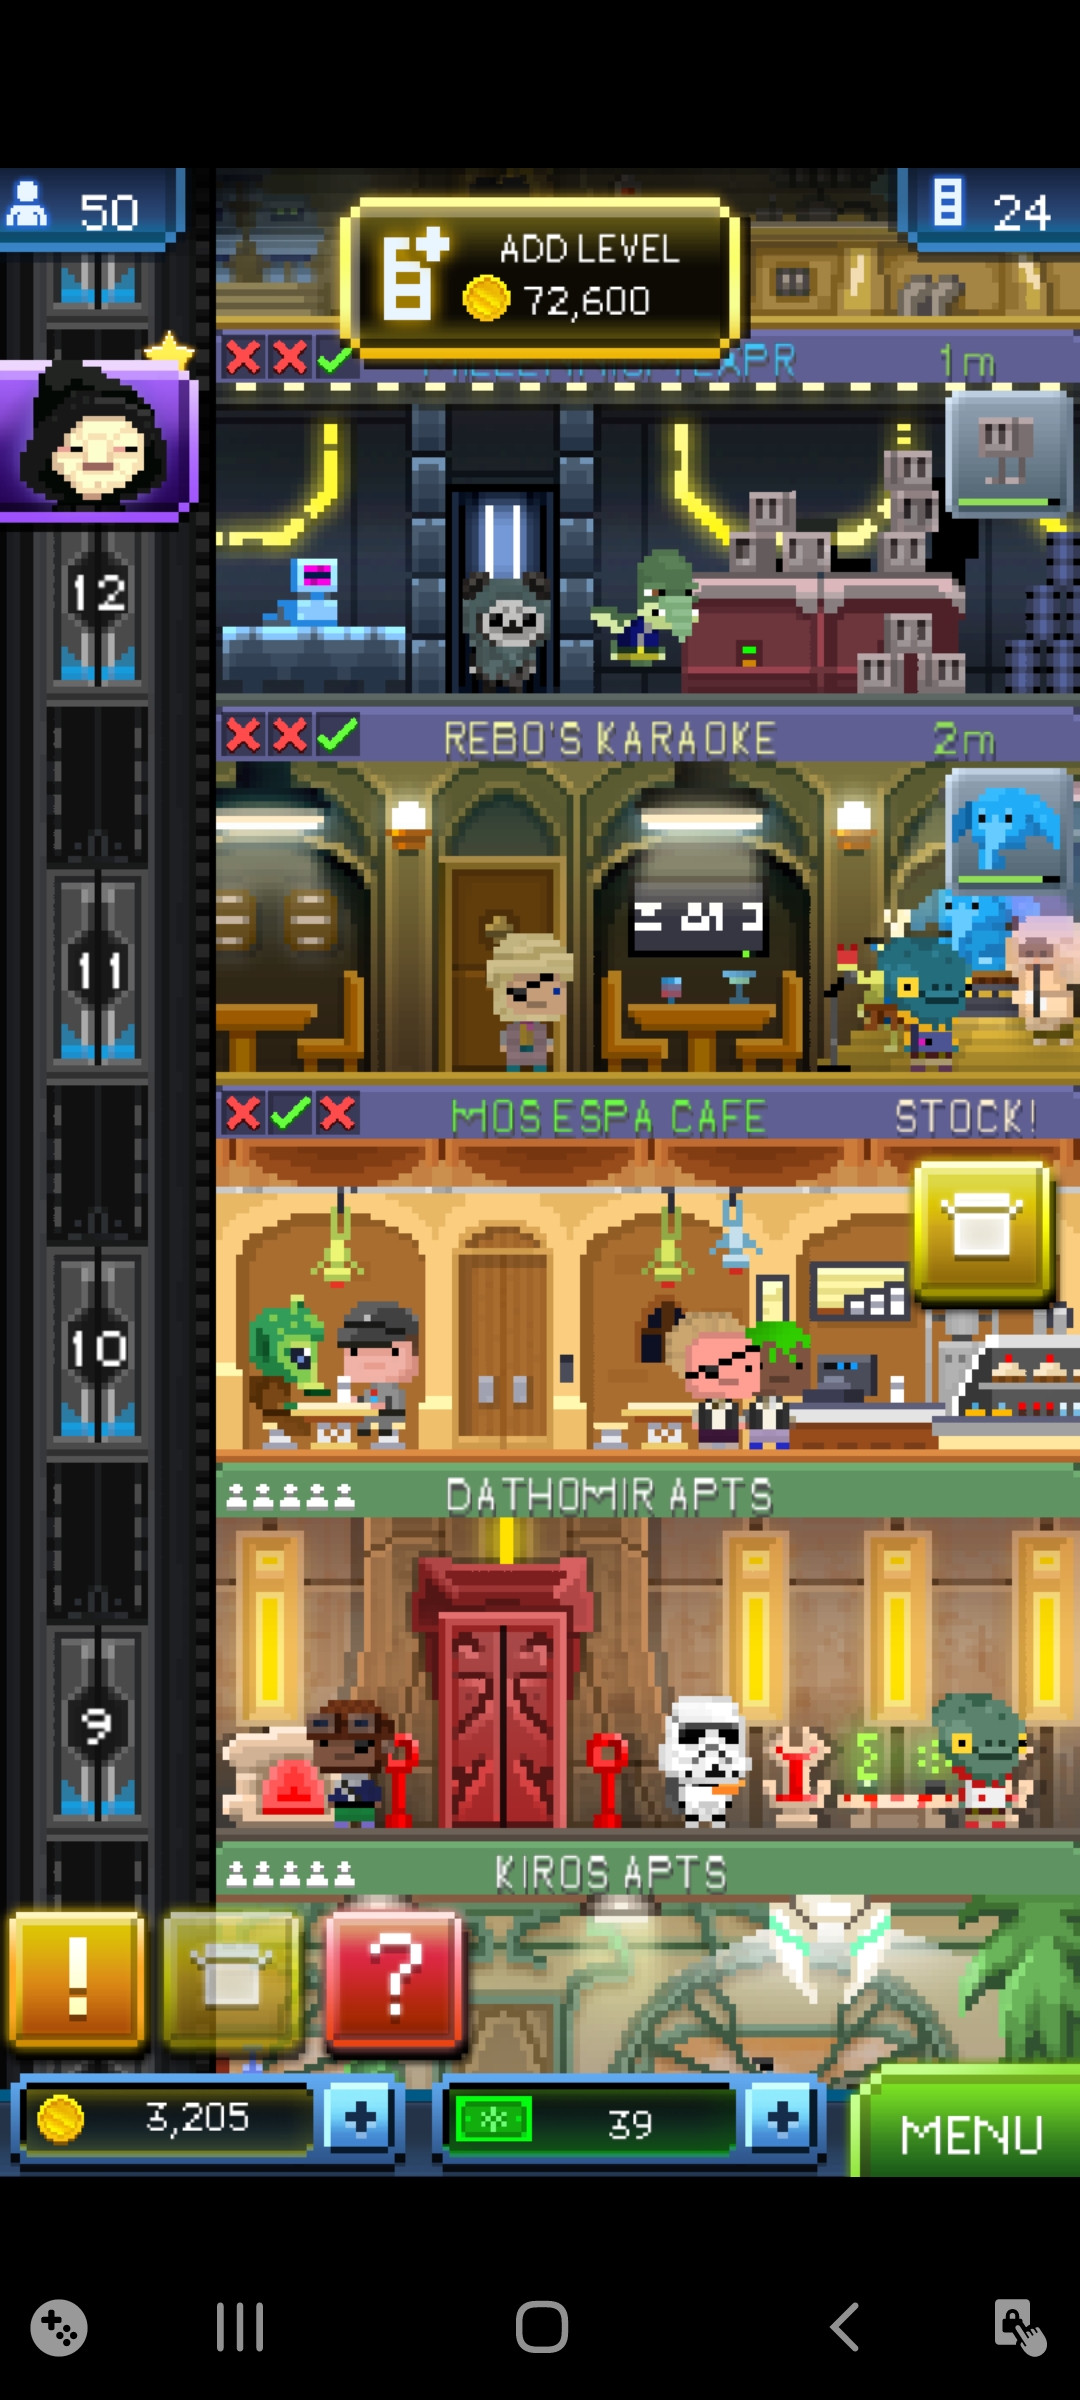 50
ADD LEVEL
72,600
24
1m
12
REBO'S KARAOKE
2m
11
MOS ESPA CAFE
STOCK!
10
DATHOMIR APTS
9
KIROS APTS
!
?
3,205
+
39
+
MENU